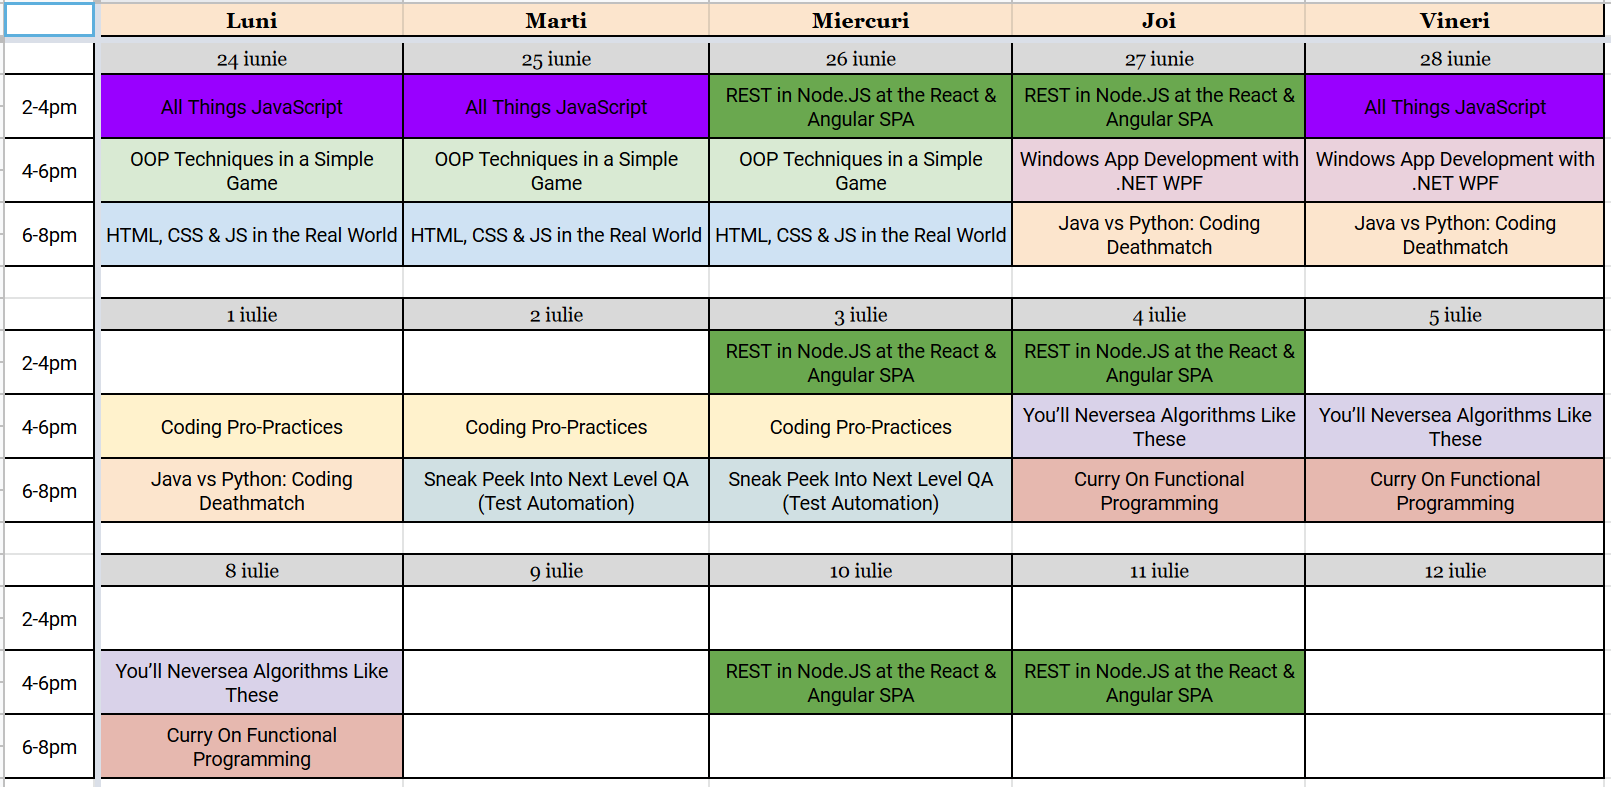 Luni Marti Miercuri Joi Vineri
24 iunie 25 iunie 26 iunie 27 iunie 28 iunie
2-4pm
All Things JavaScript
All Things JavaScript
REST in Node.JS at the React &
Angular SPA
REST in Node.JS at the React &
Angular SPA
All Things JavaScript
4-6pm
OOP Techniques in a Simple
Game
OOP Techniques in a Simple
Game
OOP Techniques in a Simple
Game
Windows App Development with
.NET WPF
Windows App Development with
.NET WPF
6-8pm
HTML, CSS & JS in the Real World
HTML, CSS & JS in the Real World
HTML, CSS & JS in the Real World
Java vs Python: Coding
Deathmatch
Java vs Python: Coding
Deathmatch
1 iulie 2 iulie 3 iulie 4 iulie 5 iulie
2-4pm
REST in Node.JS at the React &
Angular SPA
REST in Node.JS at the React &
Angular SPA
4-6pm
Coding Pro-Practices
Coding Pro-Practices
Coding Pro-Practices
You’ll Neversea Algorithms Like
These
You’ll Neversea Algorithms Like
These
6-8pm
Java vs Python: Coding
Deathmatch
Sneak Peek Into Next Level QA
(Test Automation)
Sneak Peek Into Next Level QA
(Test Automation)
Curry On Functional
Programming
Curry On Functional
Programming
8 iulie 9 iulie 10 iulie 11 iulie 12 iulie
2-4pm
4-6pm
You’ll Neversea Algorithms Like
These
REST in Node.JS at the React &
Angular SPA
REST in Node.JS at the React &
Angular SPA
6-8pm
Curry On Functional
Programming